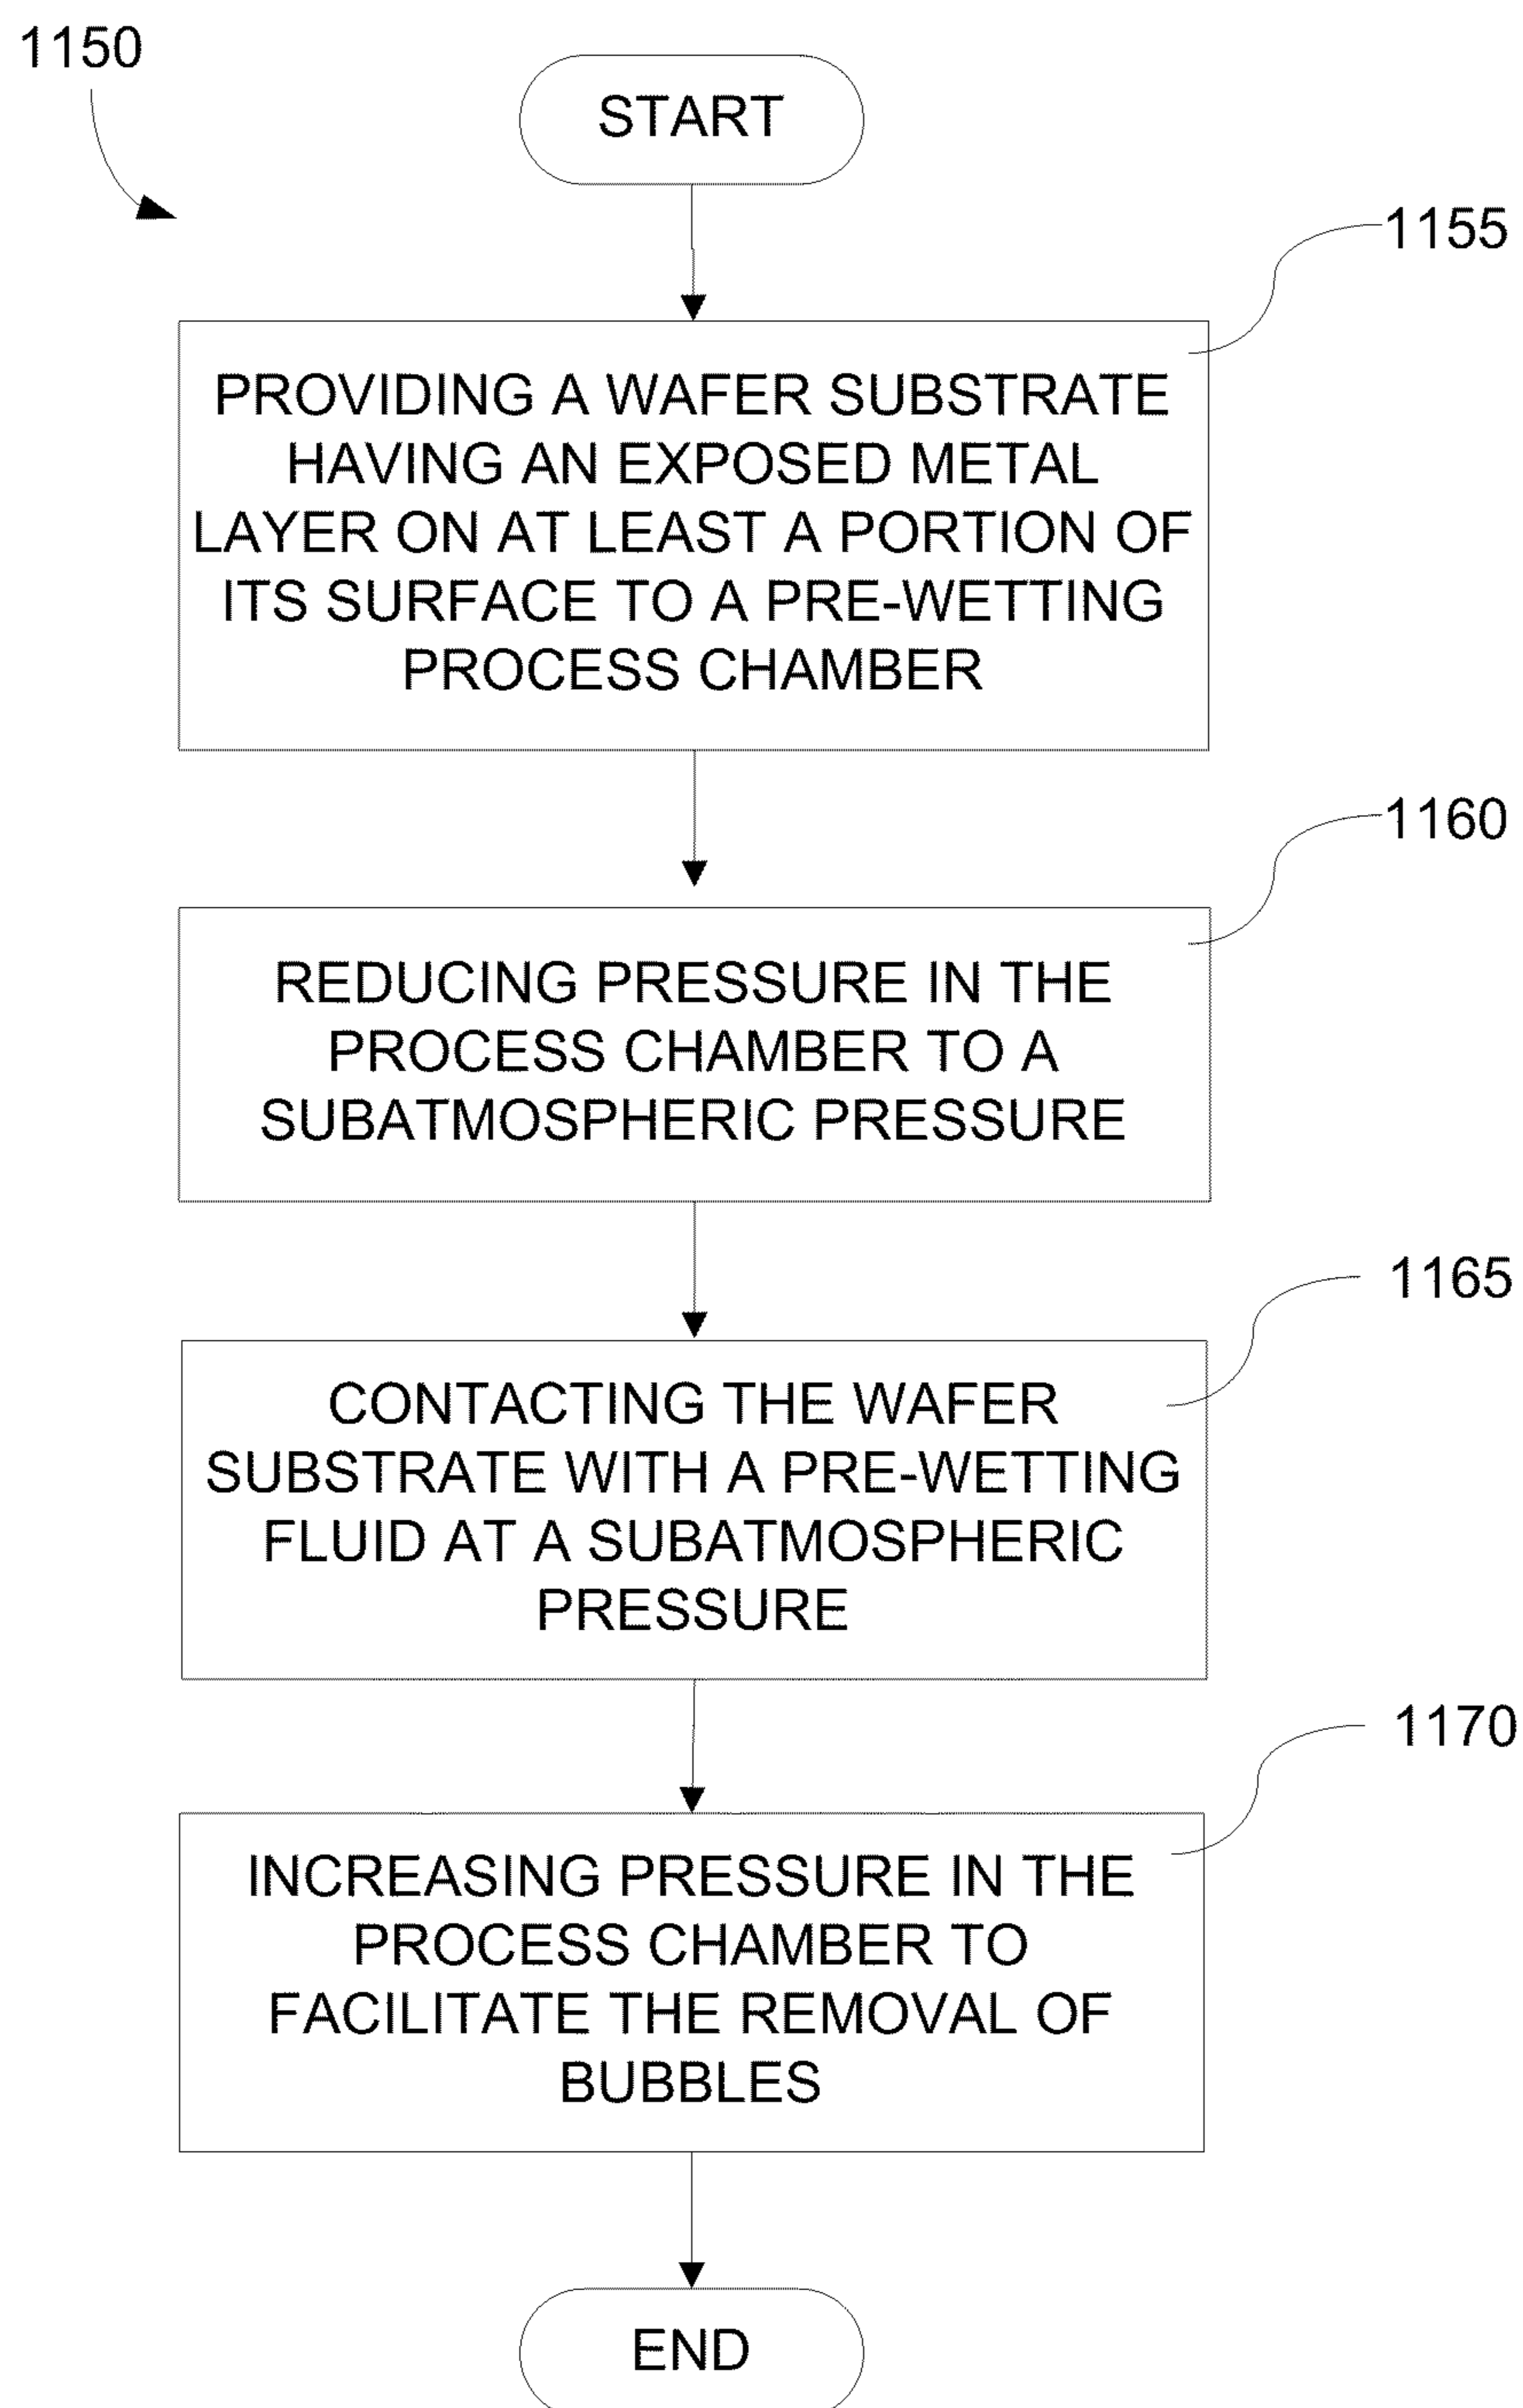 1150
START
1155
PROVIDING A WAFER SUBSTRATE
HAVING AN EXPOSED METAL
LAYER ON AT LEAST A PORTION OF
ITS SURFACE TO A PRE-WETTING
PROCESS CHAMBER
1160
REDUCING PRESSURE IN THE
PROCESS CHAMBER TO A
SUBATMOSPHERIC PRESSURE
1165
CONTACTING THE WAFER
SUBSTRATE WITH A PRE-WETTING
FLUID AT A SUBATMOSPHERIC
PRESSURE
1170
INCREASING PRESSURE IN THE
PROCESS CHAMBER TO
FACILITATE THE REMOVAL OF
BUBBLES
END